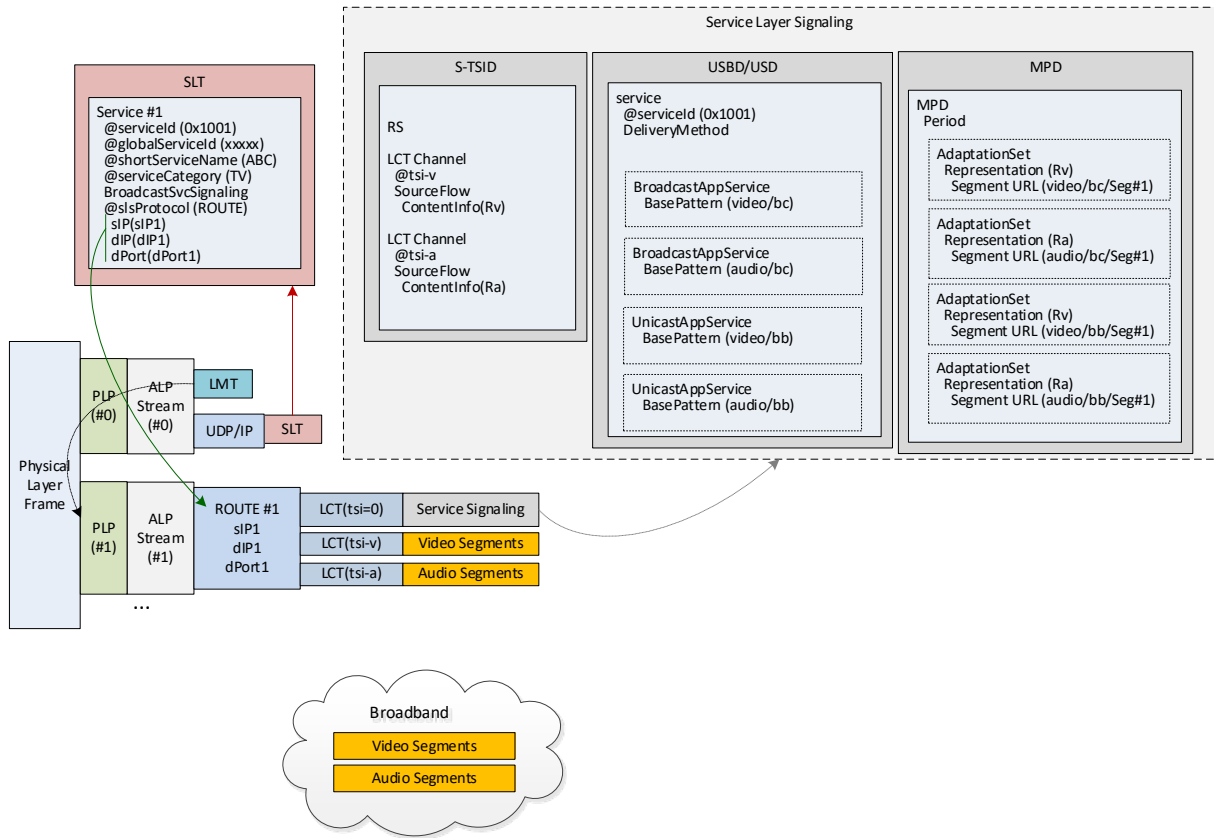 Service Layer Signaling
SLT
Service #1
@serviceId (0x1001)
@globalServiceId (xxxxx)
@shortServiceName (ABC)
@serviceCategory (TV)
BroadcastSvcSignaling
@slsProtocol (ROUTE)
sIP(sIP1)
dIP(dIP1)
dPort(dPort1)
S-TSID
RS
LCT Channel
@tsi-v
SourceFlow
ContentInfo(Rv)
LCT Channel
@tsi-a
SourceFlow
ContentInfo(Ra)
USBD/USD
service
@serviceId (0x1001)
DeliveryMethod
BroadcastAppService
BasePattern (video/bc)
BroadcastAppService
BasePattern (audio/bc)
UnicastAppService
BasePattern (video/bb)
UnicastAppService
BasePattern (audio/bb)
MPD
MPD
Period
AdaptationSet
Representation (Rv)
Segment URL (video/bc/Seg#1)
AdaptationSet
Representation (Ra)
Segment URL (audio/bc/Seg#1)
AdaptationSet
Representation (Rv)
Segment URL (video/bb/Seg#1)
AdaptationSet
Representation (Ra)
Segment URL (audio/bb/Seg#1)
Physical
Layer
Frame
PLP
(#0)
ALP
Stream
(#0)
LMT
UDP/IP
SLT
PLP
(#1)
ALP
Stream
(#1)
ROUTE #1
sIP1
dIP1
dPort1
LCT(tsi=0)
Service Signaling
LCT(tsi-v)
Video Segments
LCT(tsi-a)
Audio Segments
...
Broadband
Video Segments
Audio Segments